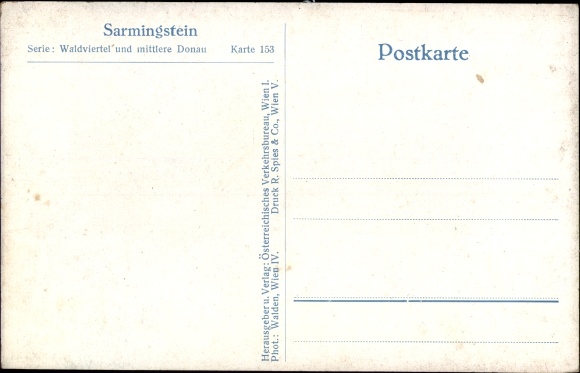 Sarmingstein
Serie: Waldviertel und mittlere Donau Karte 153
Postkarte
Herausgeber u. Verlag: Österreichisches Verkehrsbureau, Wien I.
Phot.: Walden, Wien IV. Druck R. Spies & Co., Wien V.